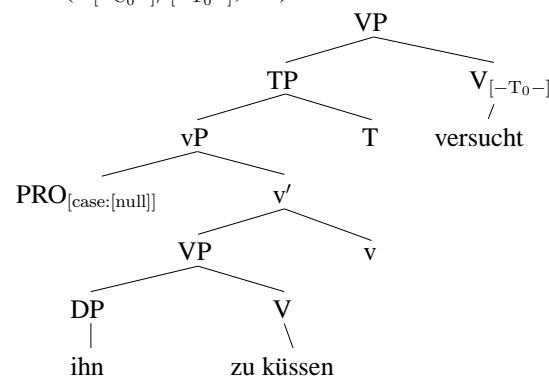 VP
TP V[−T0−]
vP T versucht
PRO[case:[null]] v′
VP v
DP V
ihn zu küssen